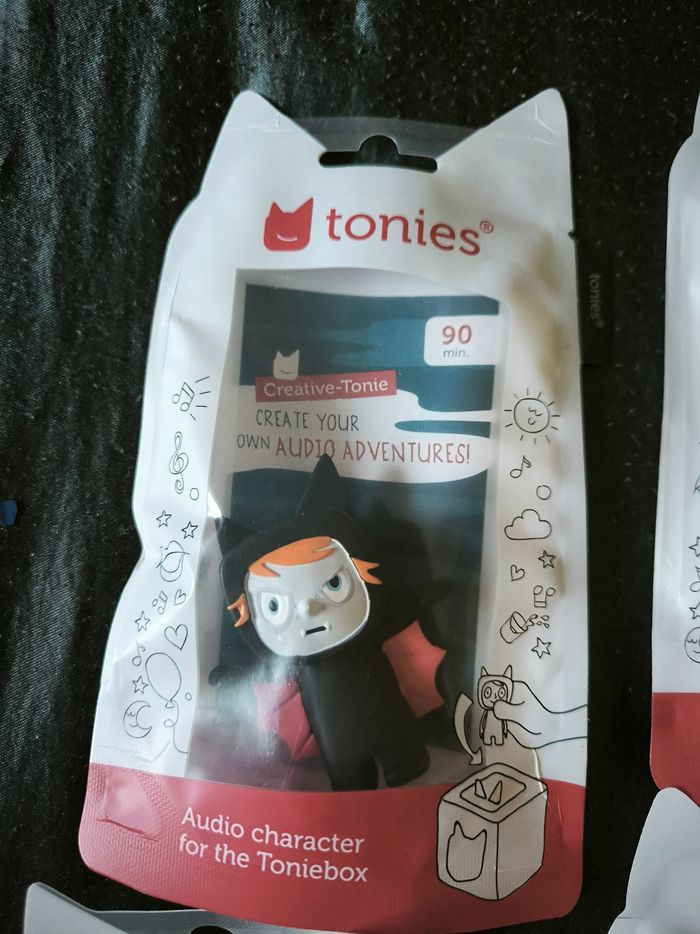 tonies®
tonies®
90
min.
Creative-Tonie
CREATE YOUR
OWN AUDIO ADVENTURES!
Audio character
for the Toniebox